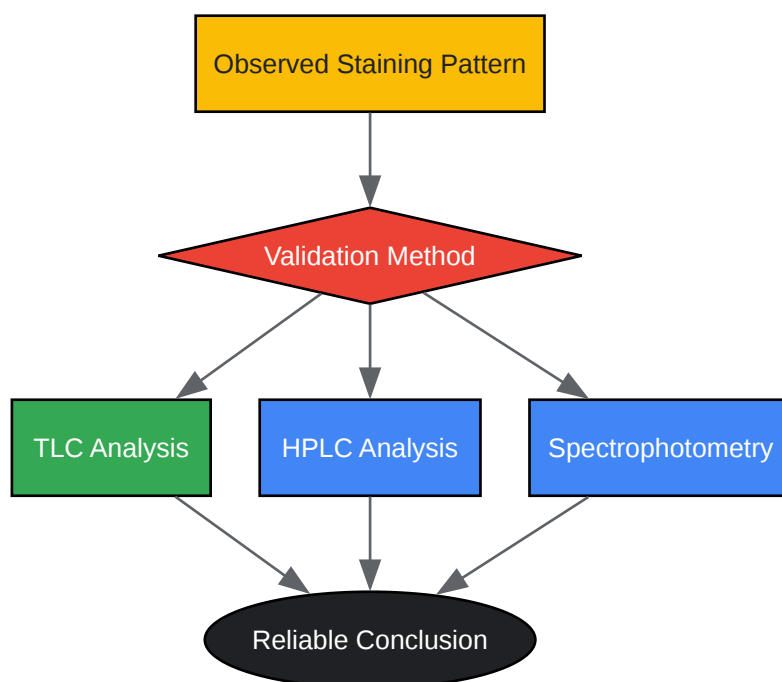 Observed Staining Pattern
Validation Method
TLC Analysis
HPLC Analysis
Spectrophotometry
Reliable Conclusion